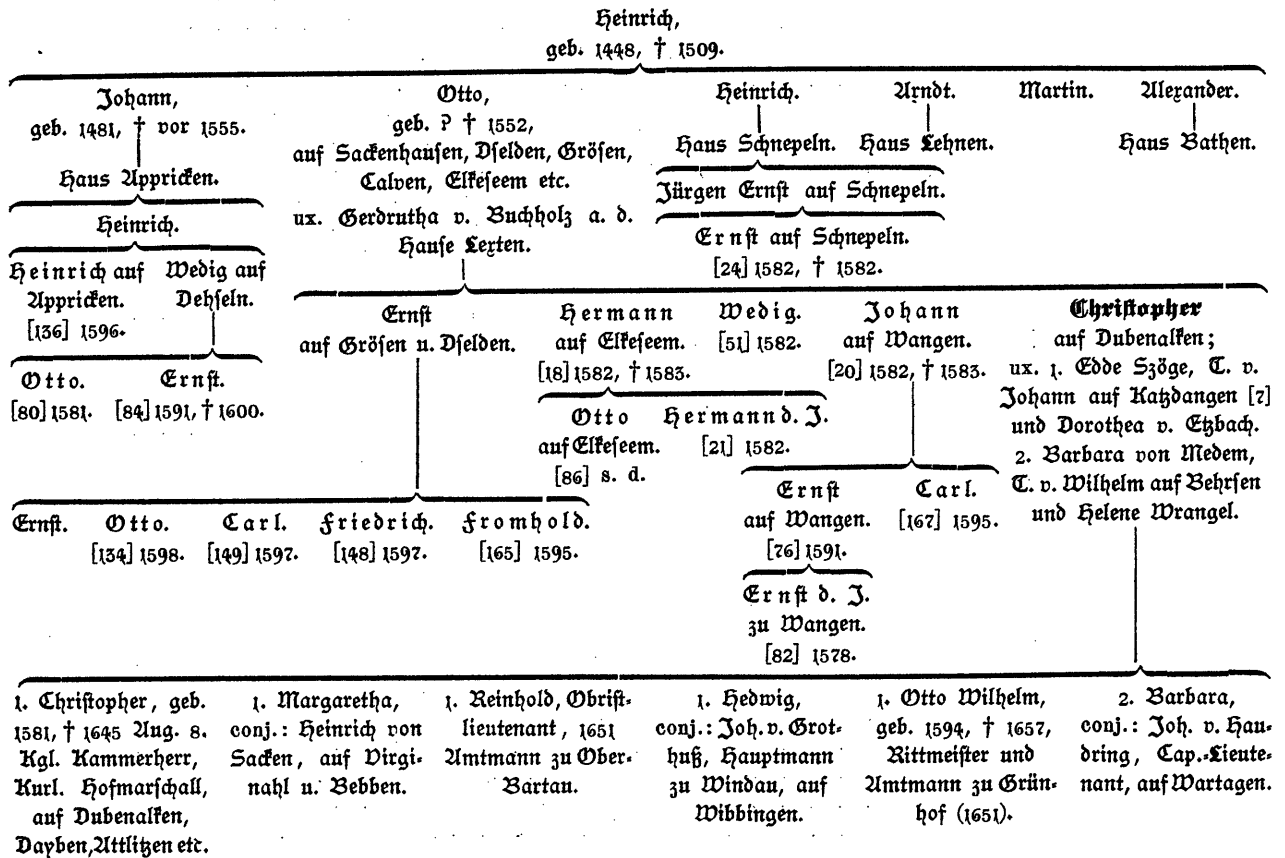 Heinrich,
geb. 1448, † 1509.
Johann,
geb. 1481, † vor 1555.
Haus Appricken.
Otto,
geb. ? † 1552,
auf Sackenhausen, Dselden, Grösen,
Calven, Elkeseem etc.
ux. Gerdrutha v. Buchholz a. d.
Hause Lexten.
Heinrich.
Haus Schnepeln.
Arndt.
Haus Lehnen.
Martin.
Alexander.
Haus Bathen.
Jürgen Ernst auf Schnepeln.
Ernst auf Schnepeln.
[24] 1582, † 1582.
Heinrich.
Heinrich auf
Appricken.
[136] 1596.
Wedig auf
Dehseln.
Otto.
[80] 1581.
Ernst.
[84] 1591, † 1600.
Ernst
auf Grösen u. Dselden.
Hermann
auf Elkeseem.
[18] 1582, † 1583.
Wedig.
[51] 1582.
Johann
auf Wangen.
[20] 1582, † 1583.
Christopher
auf Dubenalken;
ux. 1. Edde Szöge, T. v.
Johann auf Katzdangen [7]
und Dorothea v. Etzbach.
2. Barbara von Medem,
T. v. Wilhelm auf Behrsen
und Helene Wrangel.
Otto
auf Elkeseem.
[86] s. d.
Hermann d. J.
[21] 1582.
Ernst
auf Wangen.
[76] 1591.
Carl.
[167] 1595.
Ernst d. J.
zu Wangen.
[82] 1578.
Ernst.
Otto.
[134] 1598.
Carl.
[149] 1597.
Friedrich.
[148] 1597.
Fromhold.
[165] 1595.
1. Christopher, geb.
1581, † 1645 Aug. 8.
Kgl. Kammerherr,
Kurl. Hofmarschall,
auf Dubenalken,
Dayben, Attlitzen etc.
1. Margaretha,
conj.: Heinrich von
Sacken, auf Virgi-
nahl u. Bebben.
1. Reinhold, Obrist-
lieutenant, 1651
Amtmann zu Ober-
Bartau.
1. Hedwig,
conj.: Joh. v. Grot-
huß, Hauptmann
zu Windau, auf
Wibbingen.
1. Otto Wilhelm,
geb. 1594, † 1657,
Rittmeister und
Amtmann zu Grün-
hof (1651).
2. Barbara,
conj.: Joh. v. Hau-
dring, Cap.-Lieute-
nant, auf Wartagen.